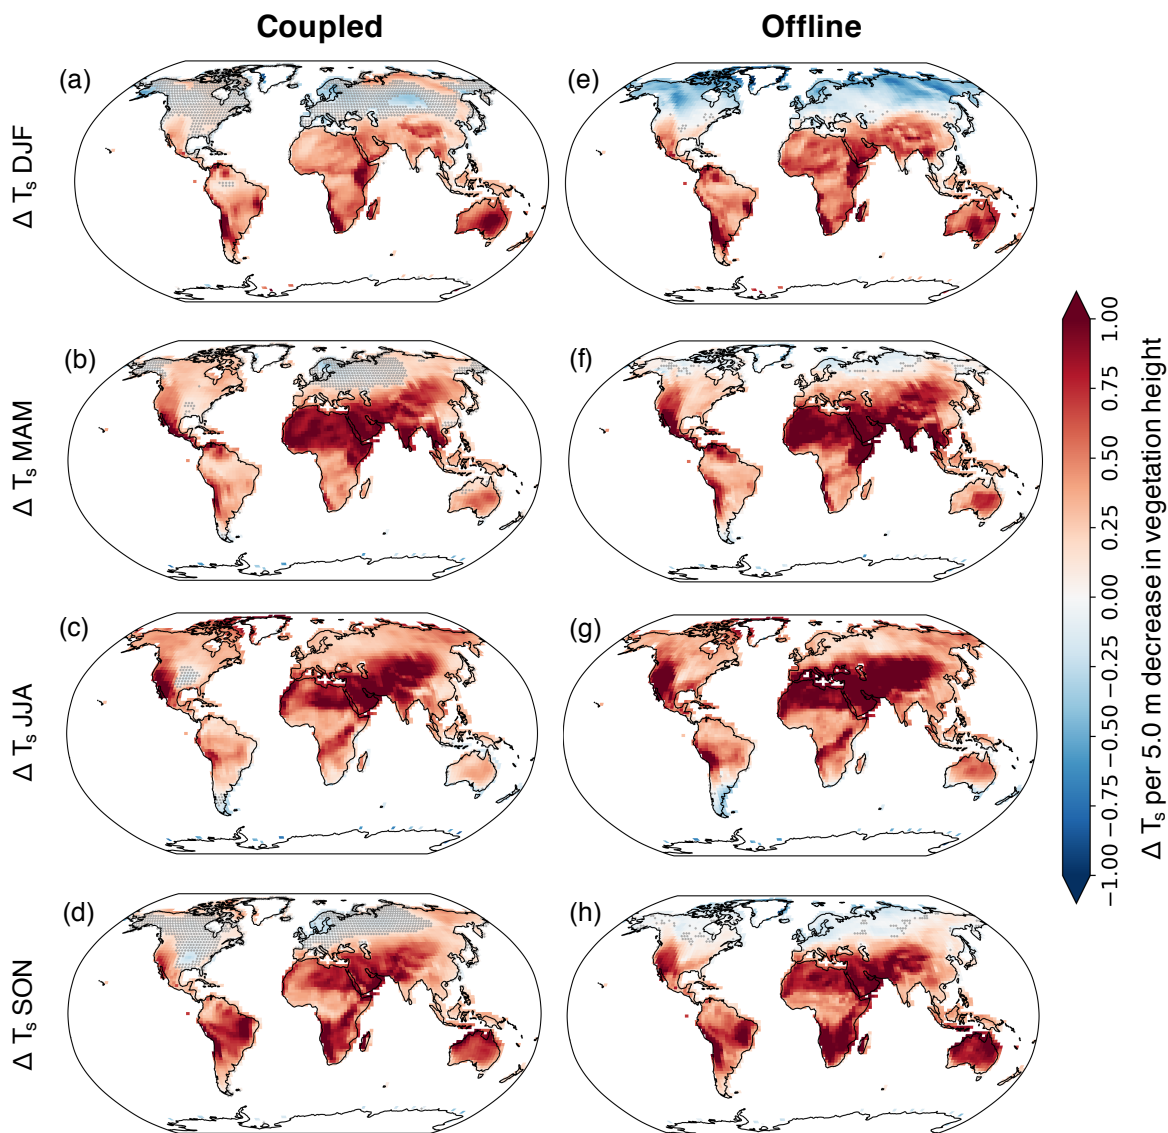 Coupled
Offline
(a)
(e)
Δ Ts DJF
(b)
(f)
Δ Ts MAM
(c)
(g)
Δ Ts JJA
(d)
(h)
Δ Ts SON
1.00
0.75
0.50
0.25
0.00
−0.25
−0.50
−0.75
−1.00
Δ Ts per 5.0 m decrease in vegetation height